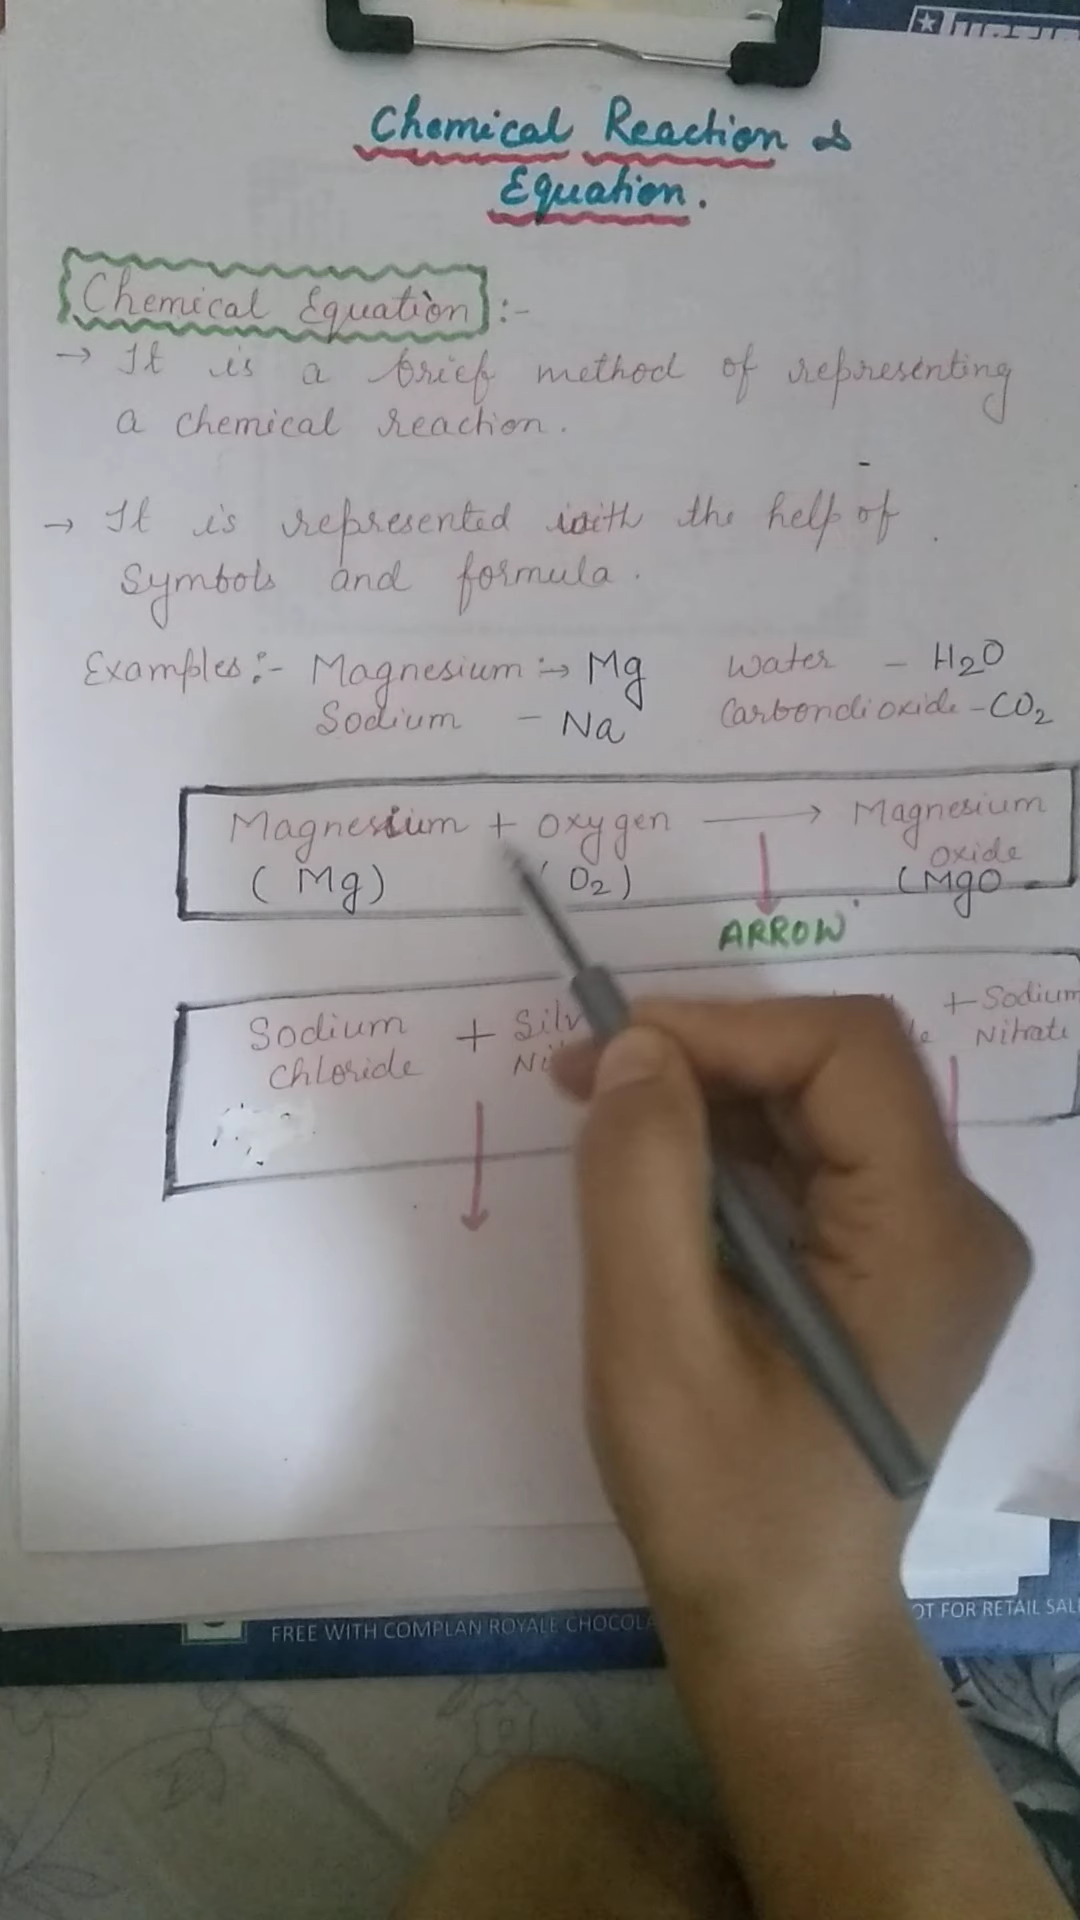 Chemical Reaction &
Equation.
Chemical Equation :-
→ It is a brief method of representing
a chemical reaction.
→ It is represented with the help of
Symbols and formula.
Examples :- Magnesium :→ Mg water - H2O
Sodium - Na Carbondioxide - CO2
Magnesium + oxygen → Magnesium
oxide
(Mg) (O2) (MgO
ARROW
Sodium + Silv + Sodium
chloride Ni de Nitrate
FREE WITH COMPLAN ROYALE CHOCOLA OT FOR RETAIL SAL